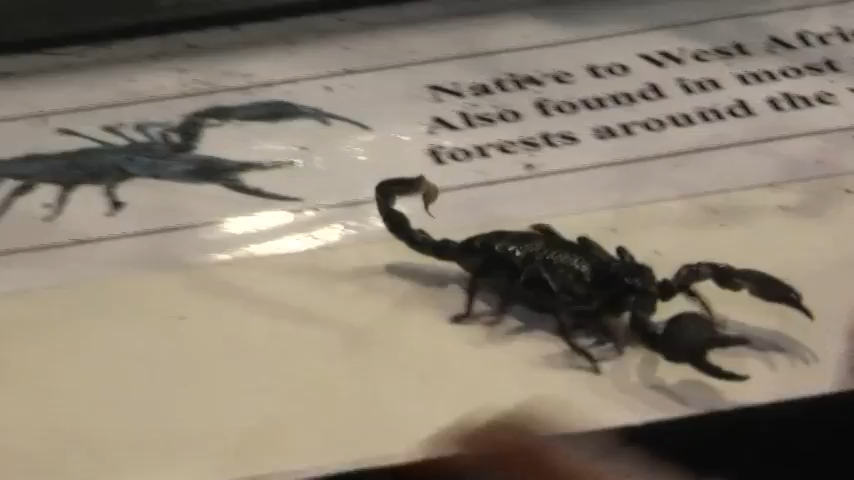 Native to West
Also found in most
forests around the